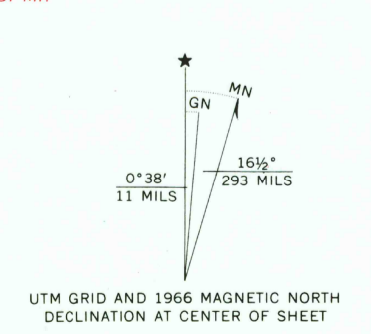 MN
GN
0°38'
11 MILS
16½°
293 MILS
UTM GRID AND 1966 MAGNETIC NORTH
DECLINATION AT CENTER OF SHEET